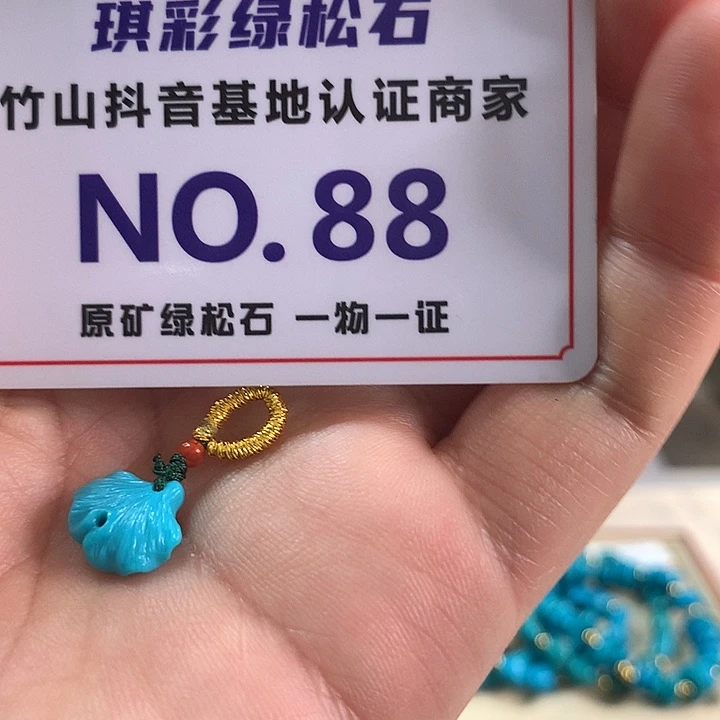 琪彩绿松石
竹山抖音基地认证商家
NO.88
原矿绿松石 一物一证